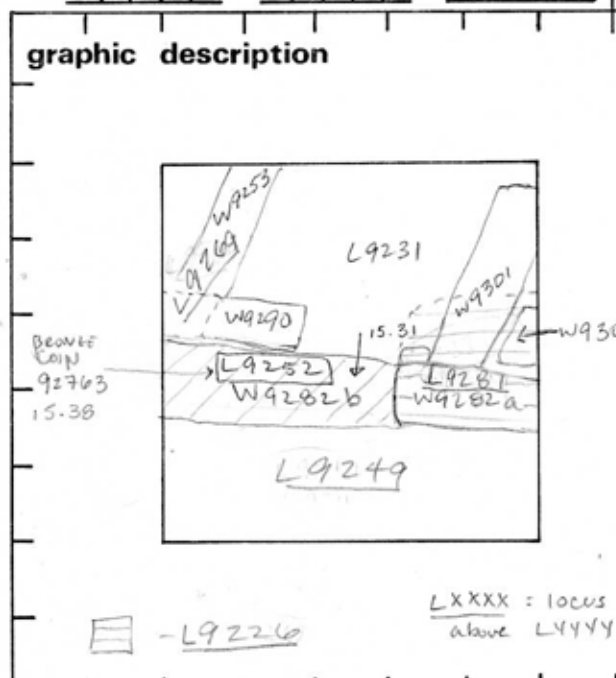 graphic description
W9253
9269
L9231
W9301
W9290
15.31
BRONZE
COIN
92763
15.38
L9252
W9282b
L9281
W9282a
L9249
- L9226
LXXXX = locus
above LYYYY